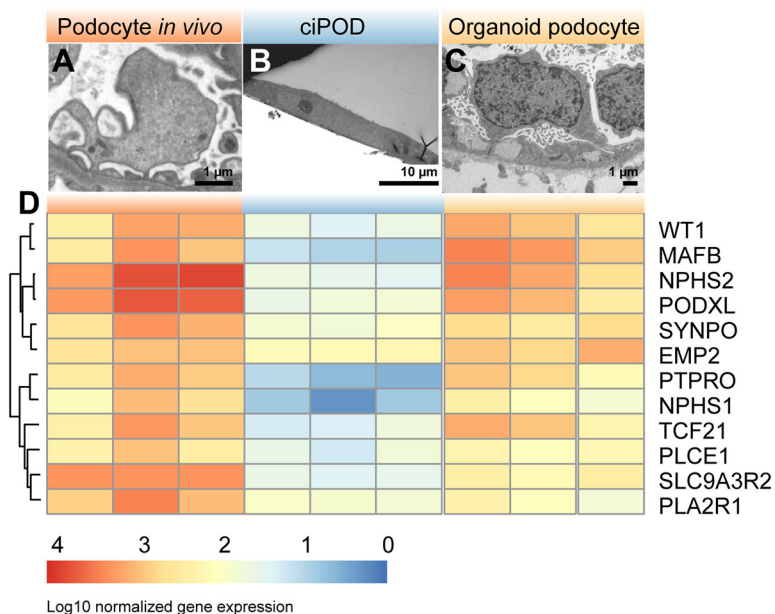 Podocyte in vivo ciPOD Organoid podocyte
A B C
1 µm 10 µm 1 µm
D
WT1
MAFB
NPHS2
PODXL
SYNPO
EMP2
PTPRO
NPHS1
TCF21
PLCE1
SLC9A3R2
PLA2R1
4 3 2 1 0
Log10 normalized gene expression